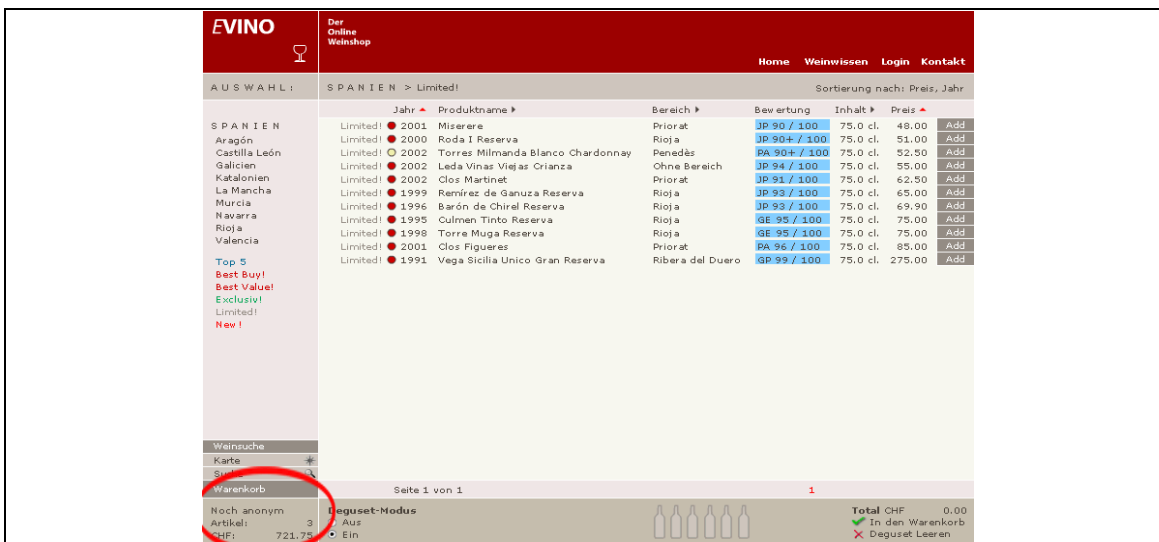 EVINO
Der
Online
Weinshop
Home Weinwissen Login Kontakt
AUSWAHL:
SPANIEN > Limited!
Sortierung nach: Preis, Jahr
Jahr Produktname Bereich Bewertung Inhalt Preis
SPANIEN
Aragón
Castilla León
Galicien
Katalonien
La Mancha
Murcia
Navarra
Rioja
Valencia
Top 5
Best Buy!
Best Value!
Exclusiv!
Limited!
New!
Limited! 2001 Miserere Priorat JP 90 / 100 75.0 cl. 48.00 Add
Limited! 2000 Roda I Reserva Rioja JP 90+ / 100 75.0 cl. 51.00 Add
Limited! 2002 Torres Milmanda Blanco Chardonnay Penedès PA 90+ / 100 75.0 cl. 52.50 Add
Limited! 2002 Leda Vinas Viejas Crianza Ohne Bereich JP 94 / 100 75.0 cl. 55.00 Add
Limited! 2002 Clos Martinet Priorat JP 91 / 100 75.0 cl. 62.50 Add
Limited! 1999 Remírez de Ganuza Reserva Rioja JP 93 / 100 75.0 cl. 65.00 Add
Limited! 1996 Barón de Chirel Reserva Rioja JP 93 / 100 75.0 cl. 69.90 Add
Limited! 1995 Culmen Tinto Reserva Rioja GE 95 / 100 75.0 cl. 75.00 Add
Limited! 1998 Torre Muga Reserva Rioja GE 95 / 100 75.0 cl. 75.00 Add
Limited! 2001 Clos Figueres Priorat PA 96 / 100 75.0 cl. 85.00 Add
Limited! 1991 Vega Sicilia Unico Gran Reserva Ribera del Duero GP 99 / 100 75.0 cl. 275.00 Add
Weinsuche
Karte
Warenkorb
Seite 1 von 1
1
Noch anonym
Artikel: 3
CHF: 721.75
Deguset-Modus
Aus
Ein
Total CHF 0.00
In den Warenkorb
Deguset Leeren